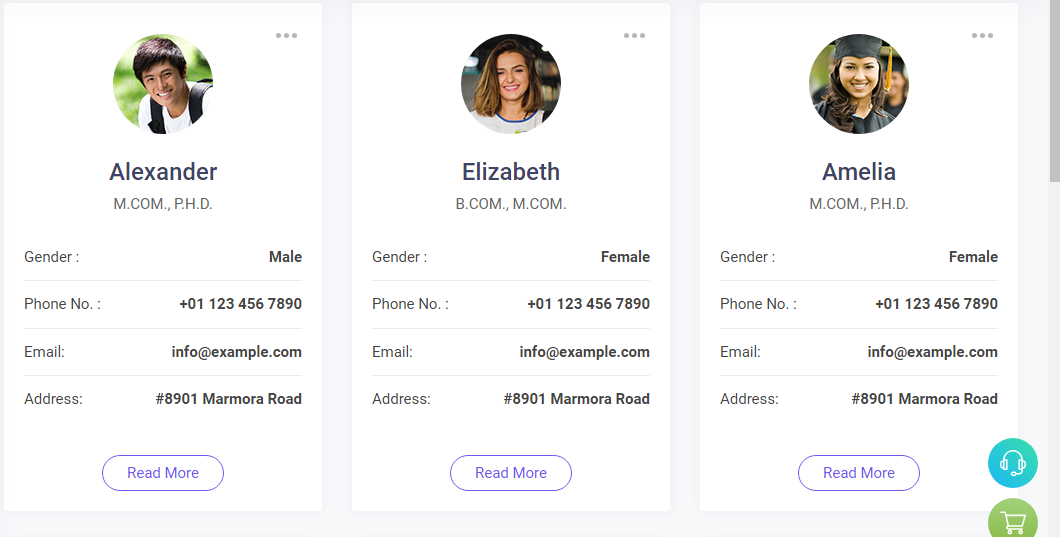 Alexander
M.COM., P.H.D.
Gender : Male
Phone No. : +01 123 456 7890
Email: info@example.com
Address: #8901 Marmora Road
Read More
Elizabeth
B.COM., M.COM.
Gender : Female
Phone No. : +01 123 456 7890
Email: info@example.com
Address: #8901 Marmora Road
Read More
Amelia
M.COM., P.H.D.
Gender : Female
Phone No. : +01 123 456 7890
Email: info@example.com
Address: #8901 Marmora Road
Read More